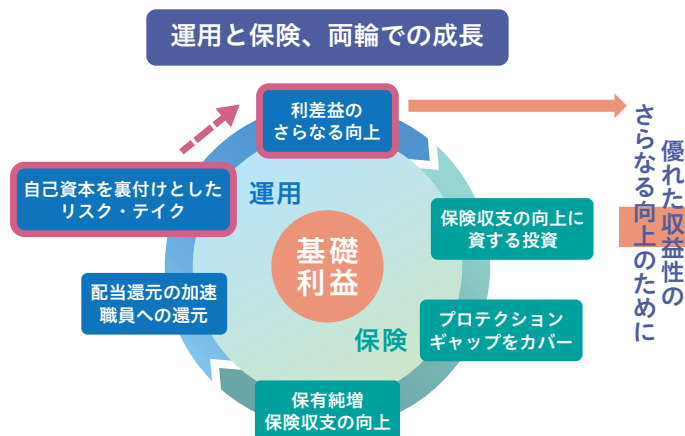 運用と保険、両輪での成長
利差益の
さらなる向上
自己資本を裏付けとした
リスク・テイク
運用
保険収支の向上に
資する投資
基礎
利益
配当還元の加速
職員への還元
プロテクション
ギャップをカバー
保険
保有純増
保険収支の向上
優れた収益性の
さらなる向上のために